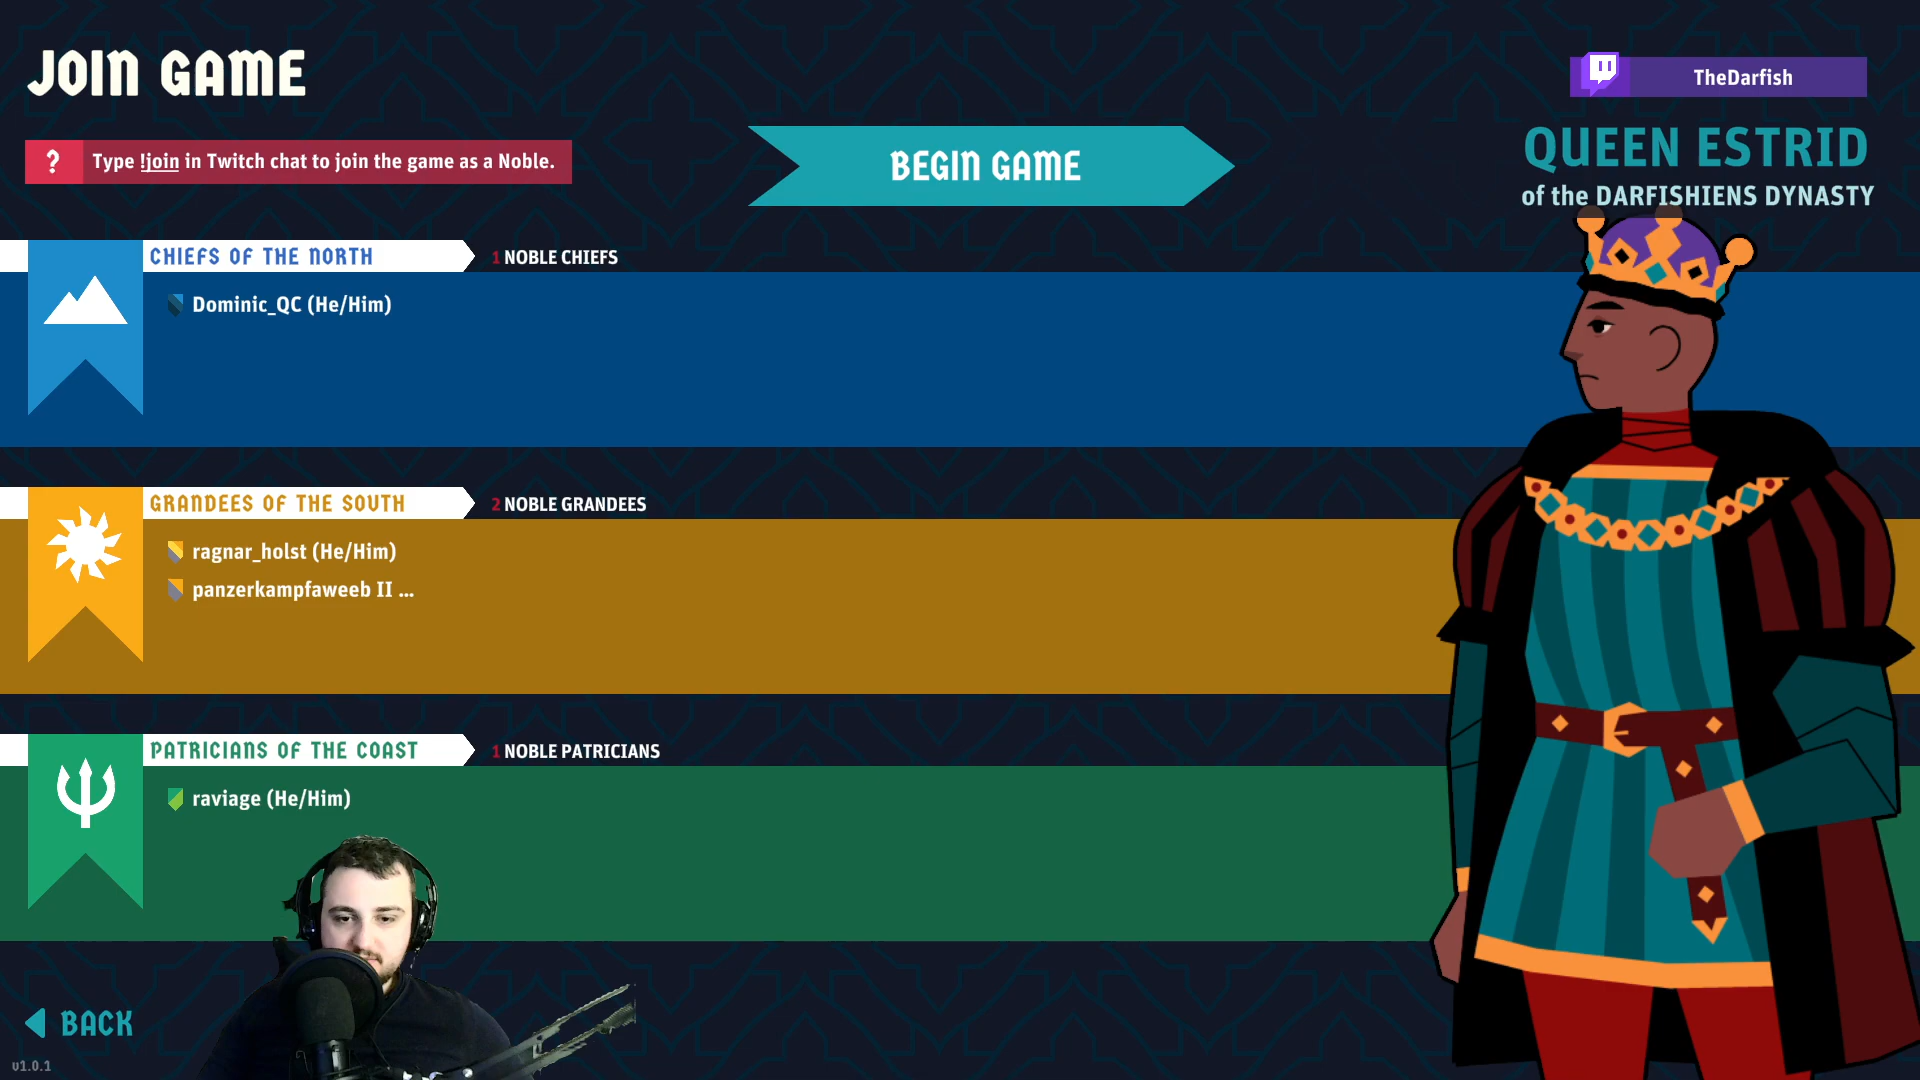 JOIN GAME
TheDarfish
? Type !join in Twitch chat to join the game as a Noble.
BEGIN GAME
QUEEN ESTRID
of the DARFISHIENS DYNASTY
CHIEFS OF THE NORTH
1 NOBLE CHIEFS
Dominic_QC (He/Him)
GRANDEES OF THE SOUTH
2 NOBLE GRANDEES
ragnar_holst (He/Him)
panzerkampfaweeb II ...
PATRICIANS OF THE COAST
1 NOBLE PATRICIANS
raviage (He/Him)
BACK
v1.0.1